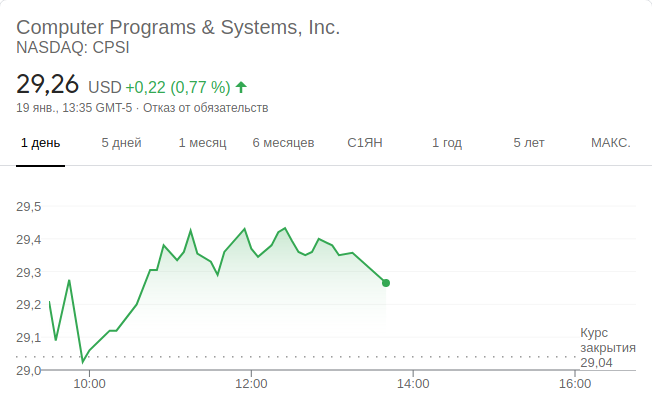 Computer Programs & Systems, Inc.
NASDAQ: CPSI
29,26 USD +0,22 (0,77 %)
19 янв., 13:35 GMT-5 · Отказ от обязательств
1 день 5 дней 1 месяц 6 месяцев С1ЯН 1 год 5 лет МАКС.
29,5
29,4
29,3
29,2
29,1
29,0
Курс
закрытия
29,04
10:00 12:00 14:00 16:00